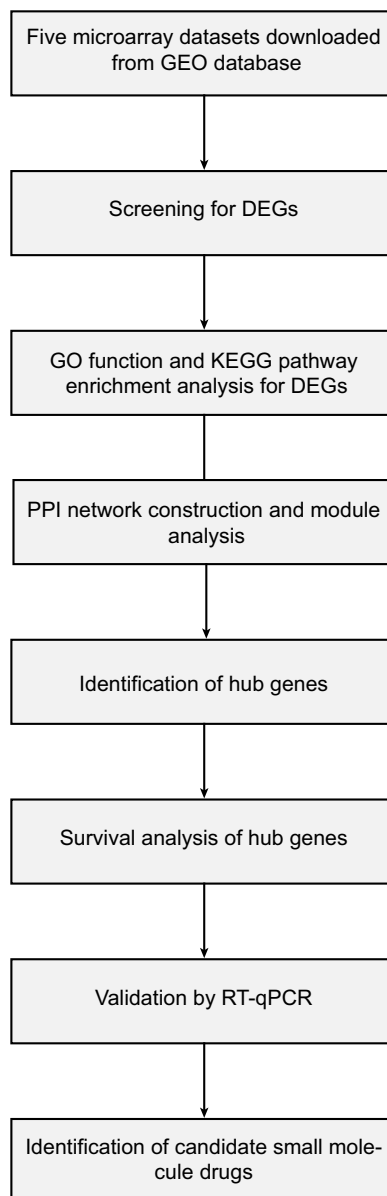 Five microarray datasets downloaded
from GEO database
Screening for DEGs
GO function and KEGG pathway
enrichment analysis for DEGs
PPI network construction and module
analysis
Identification of hub genes
Survival analysis of hub genes
Validation by RT-qPCR
Identification of candidate small mole-
cule drugs